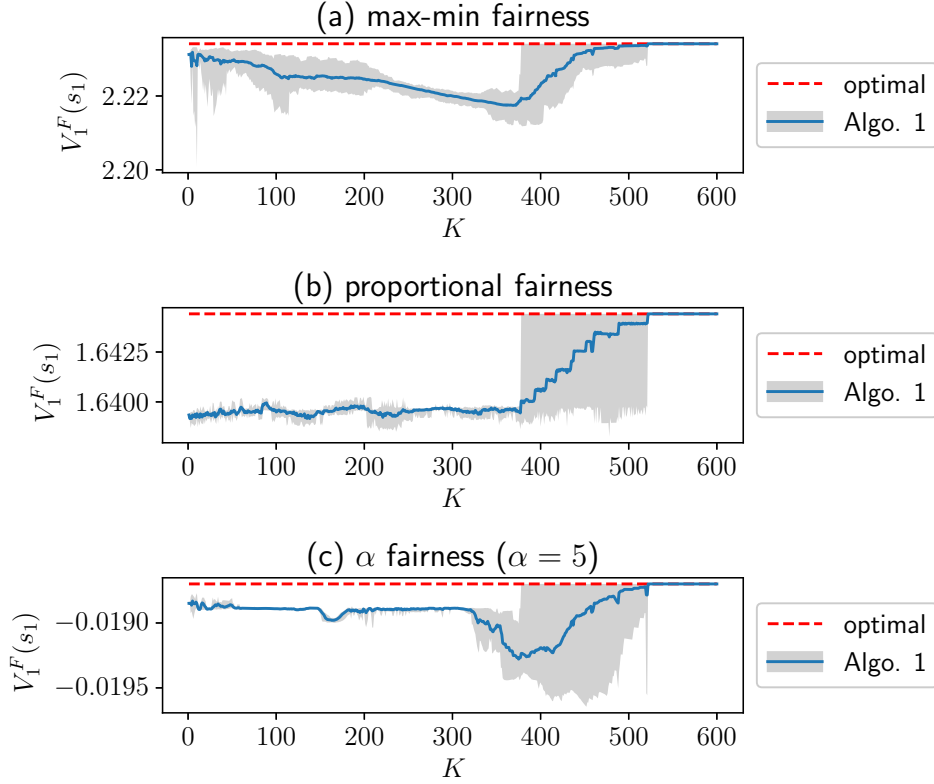 (a) max-min fairness
V_1^F(s_1)
2.22
2.20
0 100 200 300 400 500 600
K
optimal
Algo. 1
(b) proportional fairness
V_1^F(s_1)
1.6425
1.6400
0 100 200 300 400 500 600
K
optimal
Algo. 1
(c) α fairness (α = 5)
V_1^F(s_1)
−0.0190
−0.0195
0 100 200 300 400 500 600
K
optimal
Algo. 1